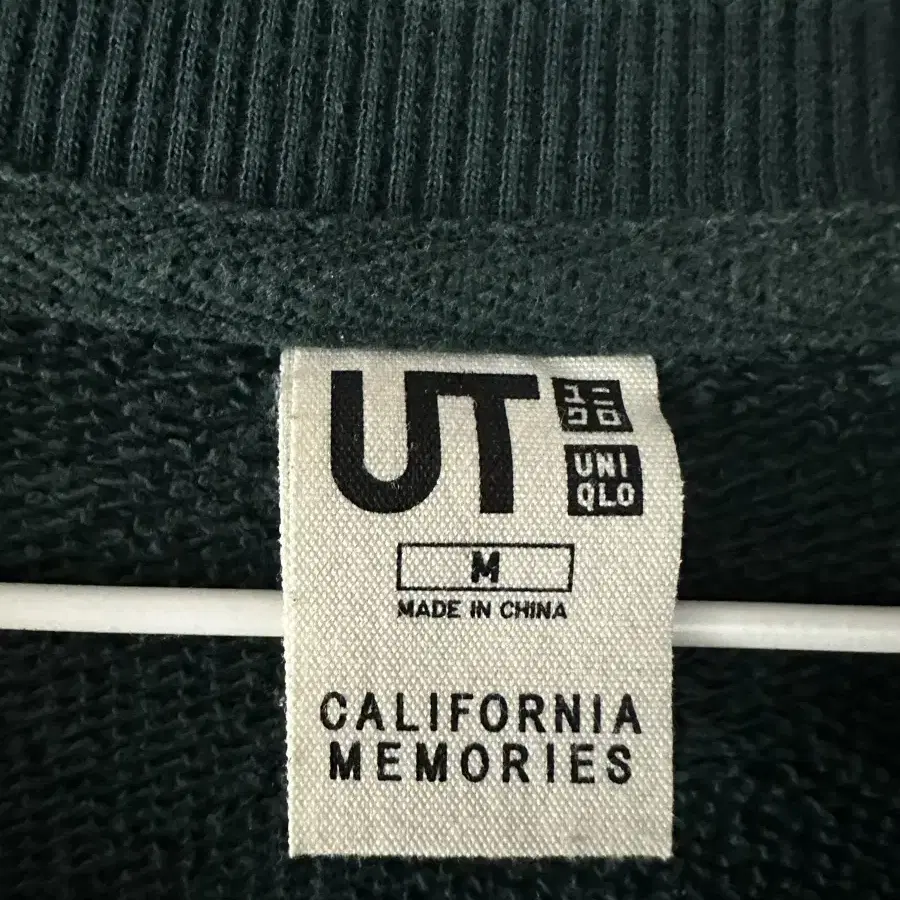 UT
ユニ
クロ
UNI
QLO
M
MADE IN CHINA
CALIFORNIA
MEMORIES